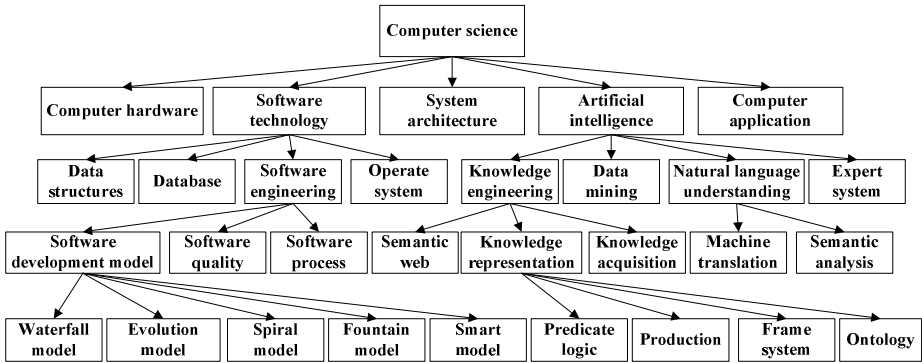 Computer science
Computer hardware
Software
technology
System
architecture
Artificial
intelligence
Computer
application
Data
structures
Database
Software
engineering
Operate
system
Knowledge
engineering
Data
mining
Natural language
understanding
Expert
system
Software
development model
Software
quality
Software
process
Semantic
web
Knowledge
representation
Knowledge
acquisition
Machine
translation
Semantic
analysis
Waterfall
model
Evolution
model
Spiral
model
Fountain
model
Smart
model
Predicate
logic
Production
Frame
system
Ontology